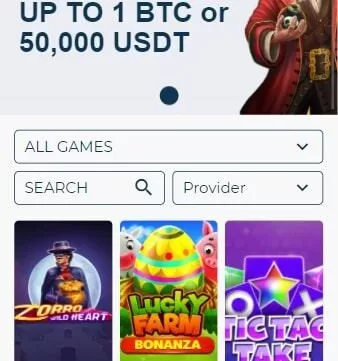 UP TO 1 BTC or
50,000 USDT
ALL GAMES
SEARCH
Provider
ZORRO
WILD HEART
Lucky
FARM
BONANZA
TIC TAC
TAKE